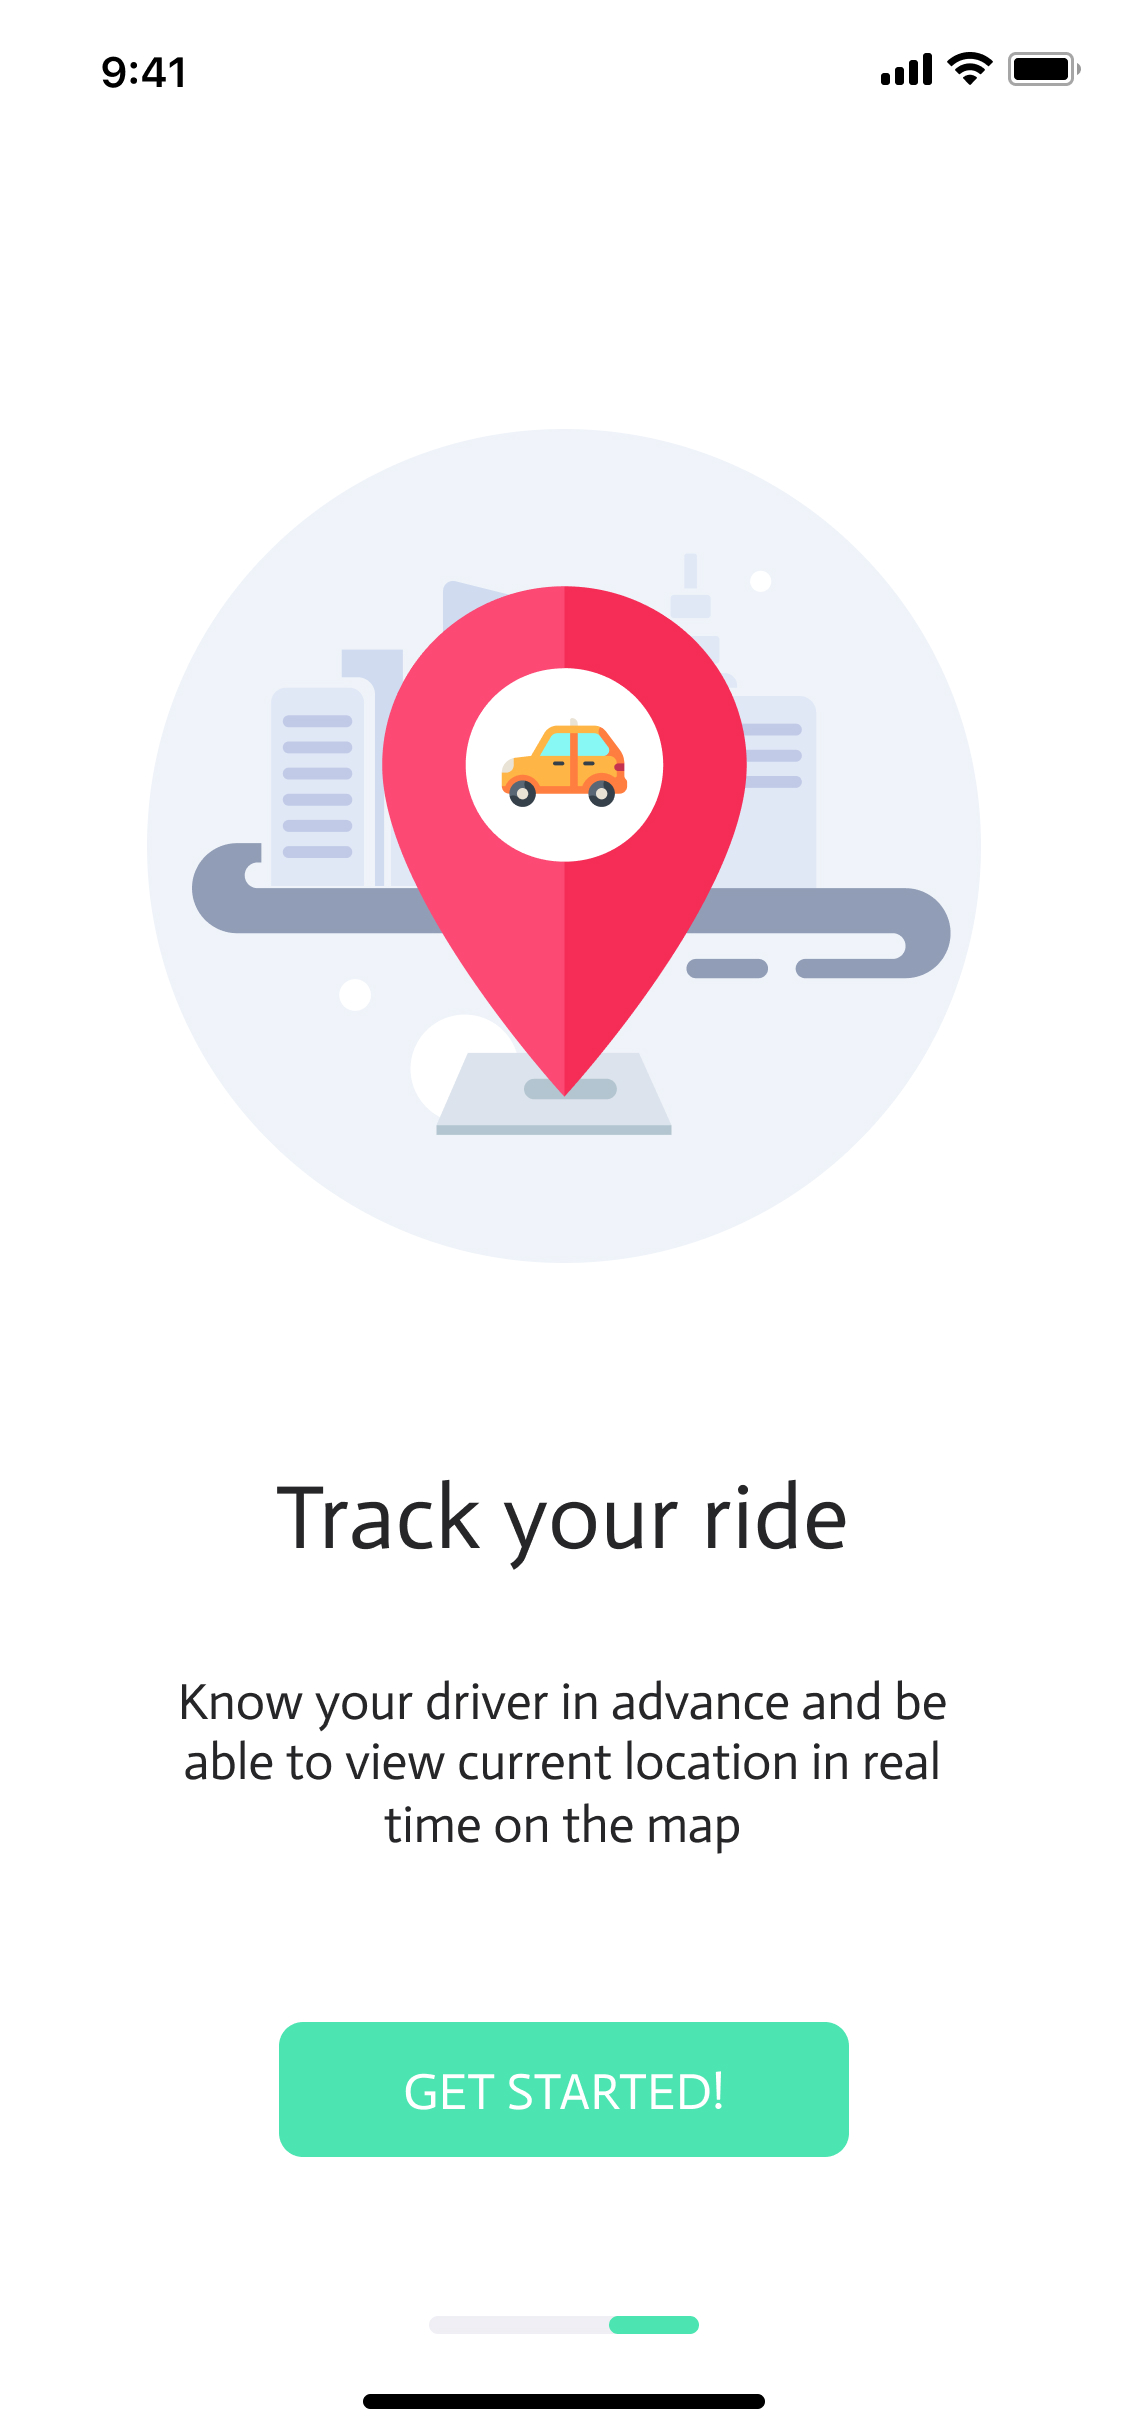 9:41
Track your ride
Know your driver in advance and be
able to view current location in real
time on the map
GET STARTED!